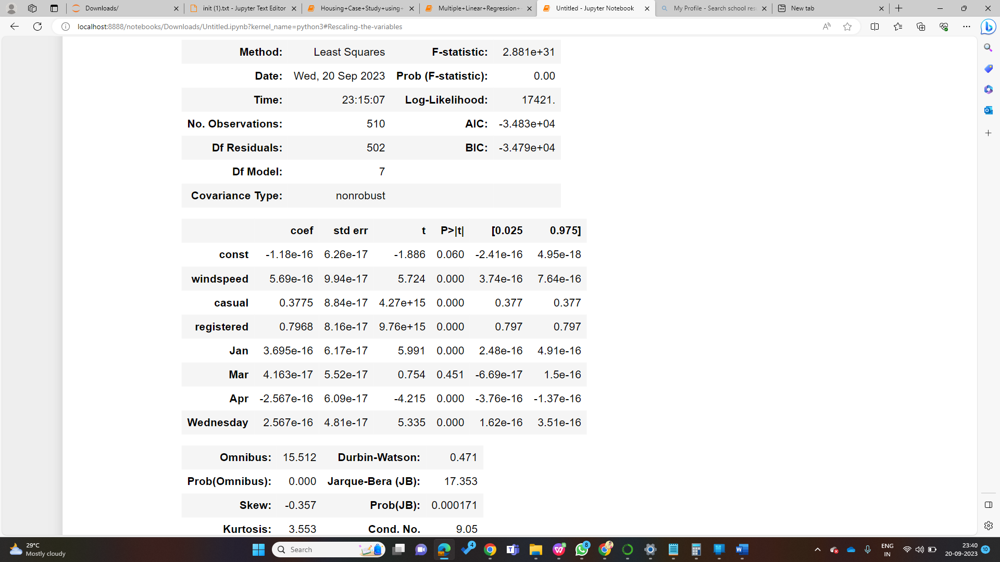 Downloads/
init (1).txt - Jupyter Text Editor
Housing+Case+Study+using+
Multiple+Linear+Regression+
Untitled - Jupyter Notebook
My Profile - Search school res
New tab
localhost:8888/notebooks/Downloads/Untitled.ipynb?kernel_name=python3#Rescaling-the-variables
Method: Least Squares F-statistic: 2.881e+31
Date: Wed, 20 Sep 2023 Prob (F-statistic): 0.00
Time: 23:15:07 Log-Likelihood: 17421.
No. Observations: 510 AIC: -3.483e+04
Df Residuals: 502 BIC: -3.479e+04
Df Model: 7
Covariance Type: nonrobust
coef std err t P>|t| [0.025 0.975]
const -1.18e-16 6.26e-17 -1.886 0.060 -2.41e-16 4.95e-18
windspeed 5.69e-16 9.94e-17 5.724 0.000 3.74e-16 7.64e-16
casual 0.3775 8.84e-17 4.27e+15 0.000 0.377 0.377
registered 0.7968 8.16e-17 9.76e+15 0.000 0.797 0.797
Jan 3.695e-16 6.17e-17 5.991 0.000 2.48e-16 4.91e-16
Mar 4.163e-17 5.52e-17 0.754 0.451 -6.69e-17 1.5e-16
Apr -2.567e-16 6.09e-17 -4.215 0.000 -3.76e-16 -1.37e-16
Wednesday 2.567e-16 4.81e-17 5.335 0.000 1.62e-16 3.51e-16
Omnibus: 15.512 Durbin-Watson: 0.471
Prob(Omnibus): 0.000 Jarque-Bera (JB): 17.353
Skew: -0.357 Prob(JB): 0.000171
Kurtosis: 3.553 Cond. No. 9.05
29°C
Mostly cloudy
Search
4
8
ENG
IN
23:40
20-09-2023
10